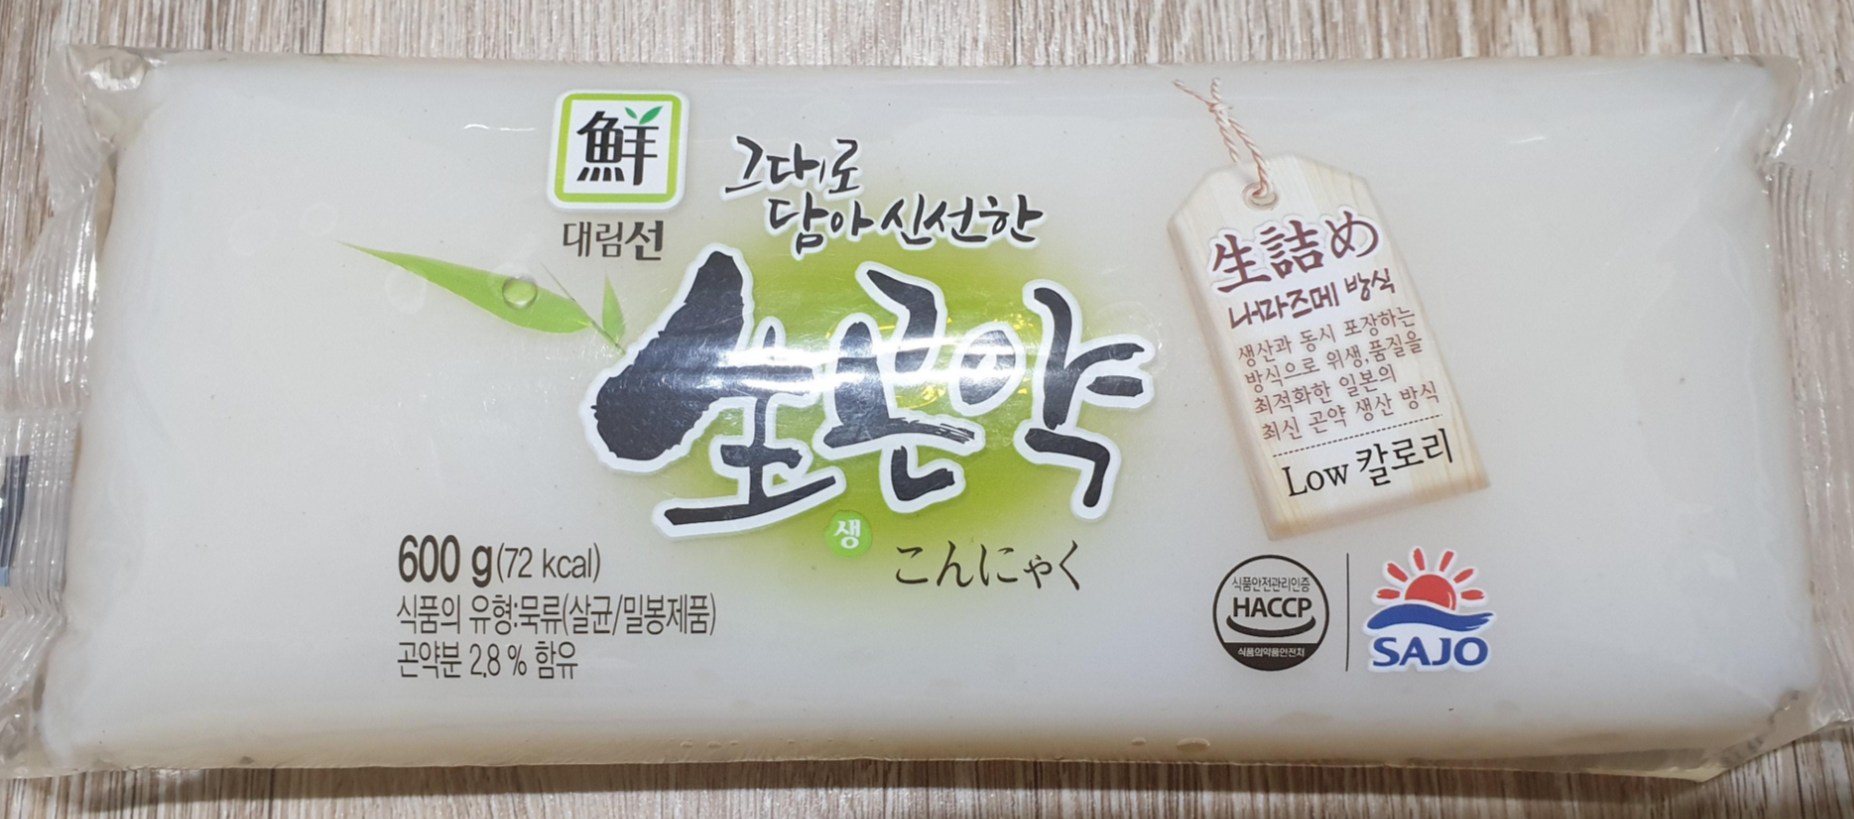 鮮
대림선
그대로
담아 신선한
生곤약
생
こんにゃく
生詰め
나마즈메 방식
생산과 동시 포장하는
방식으로 위생,품질을
최적화한 일본의
최신 곤약 생산 방식
Low 칼로리
600 g(72 kcal)
식품의 유형:묵류(살균/밀봉제품)
곤약분 2.8 % 함유
식품안전관리인증
HACCP
식품의약품안전처
SAJO